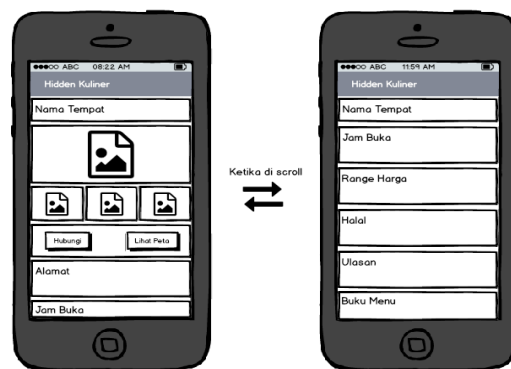 ●●●○○ ABC 08:22 AM
Hidden Kuliner
Nama Tempat
Hubungi
Lihat Peta
Alamat
Jam Buka
Ketika di scroll
●●●○○ ABC 11:59 AM
Hidden Kuliner
Nama Tempat
Jam Buka
Range Harga
Halal
Ulasan
Buku Menu